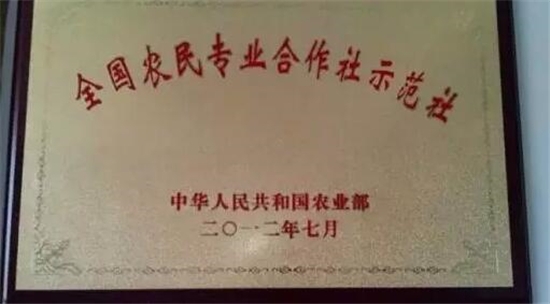 全国农民专业合作社示范社
中华人民共和国农业部
二〇一二年七月